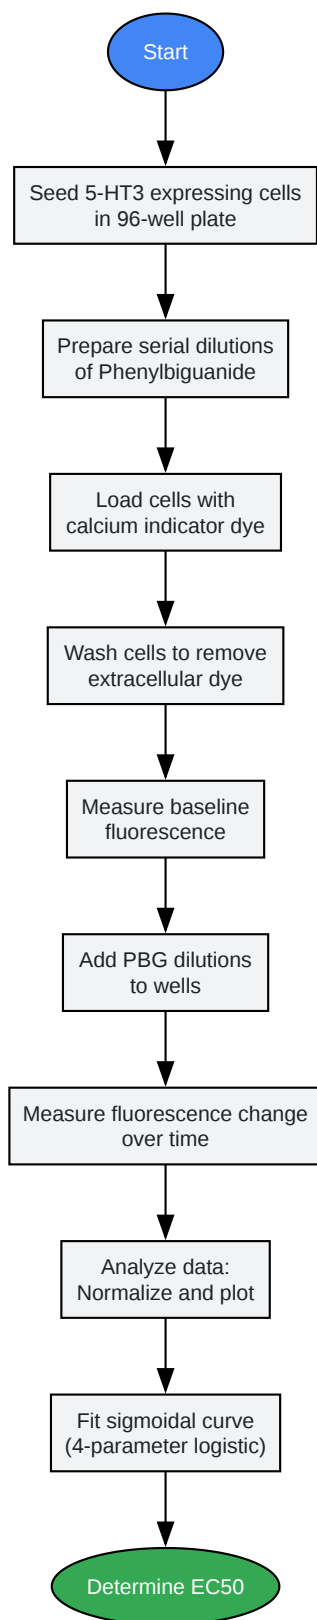 Start
Seed 5-HT3 expressing cells
in 96-well plate
Prepare serial dilutions
of Phenylbiguanide
Load cells with
calcium indicator dye
Wash cells to remove
extracellular dye
Measure baseline
fluorescence
Add PBG dilutions
to wells
Measure fluorescence change
over time
Analyze data:
Normalize and plot
Fit sigmoidal curve
(4-parameter logistic)
Determine EC50